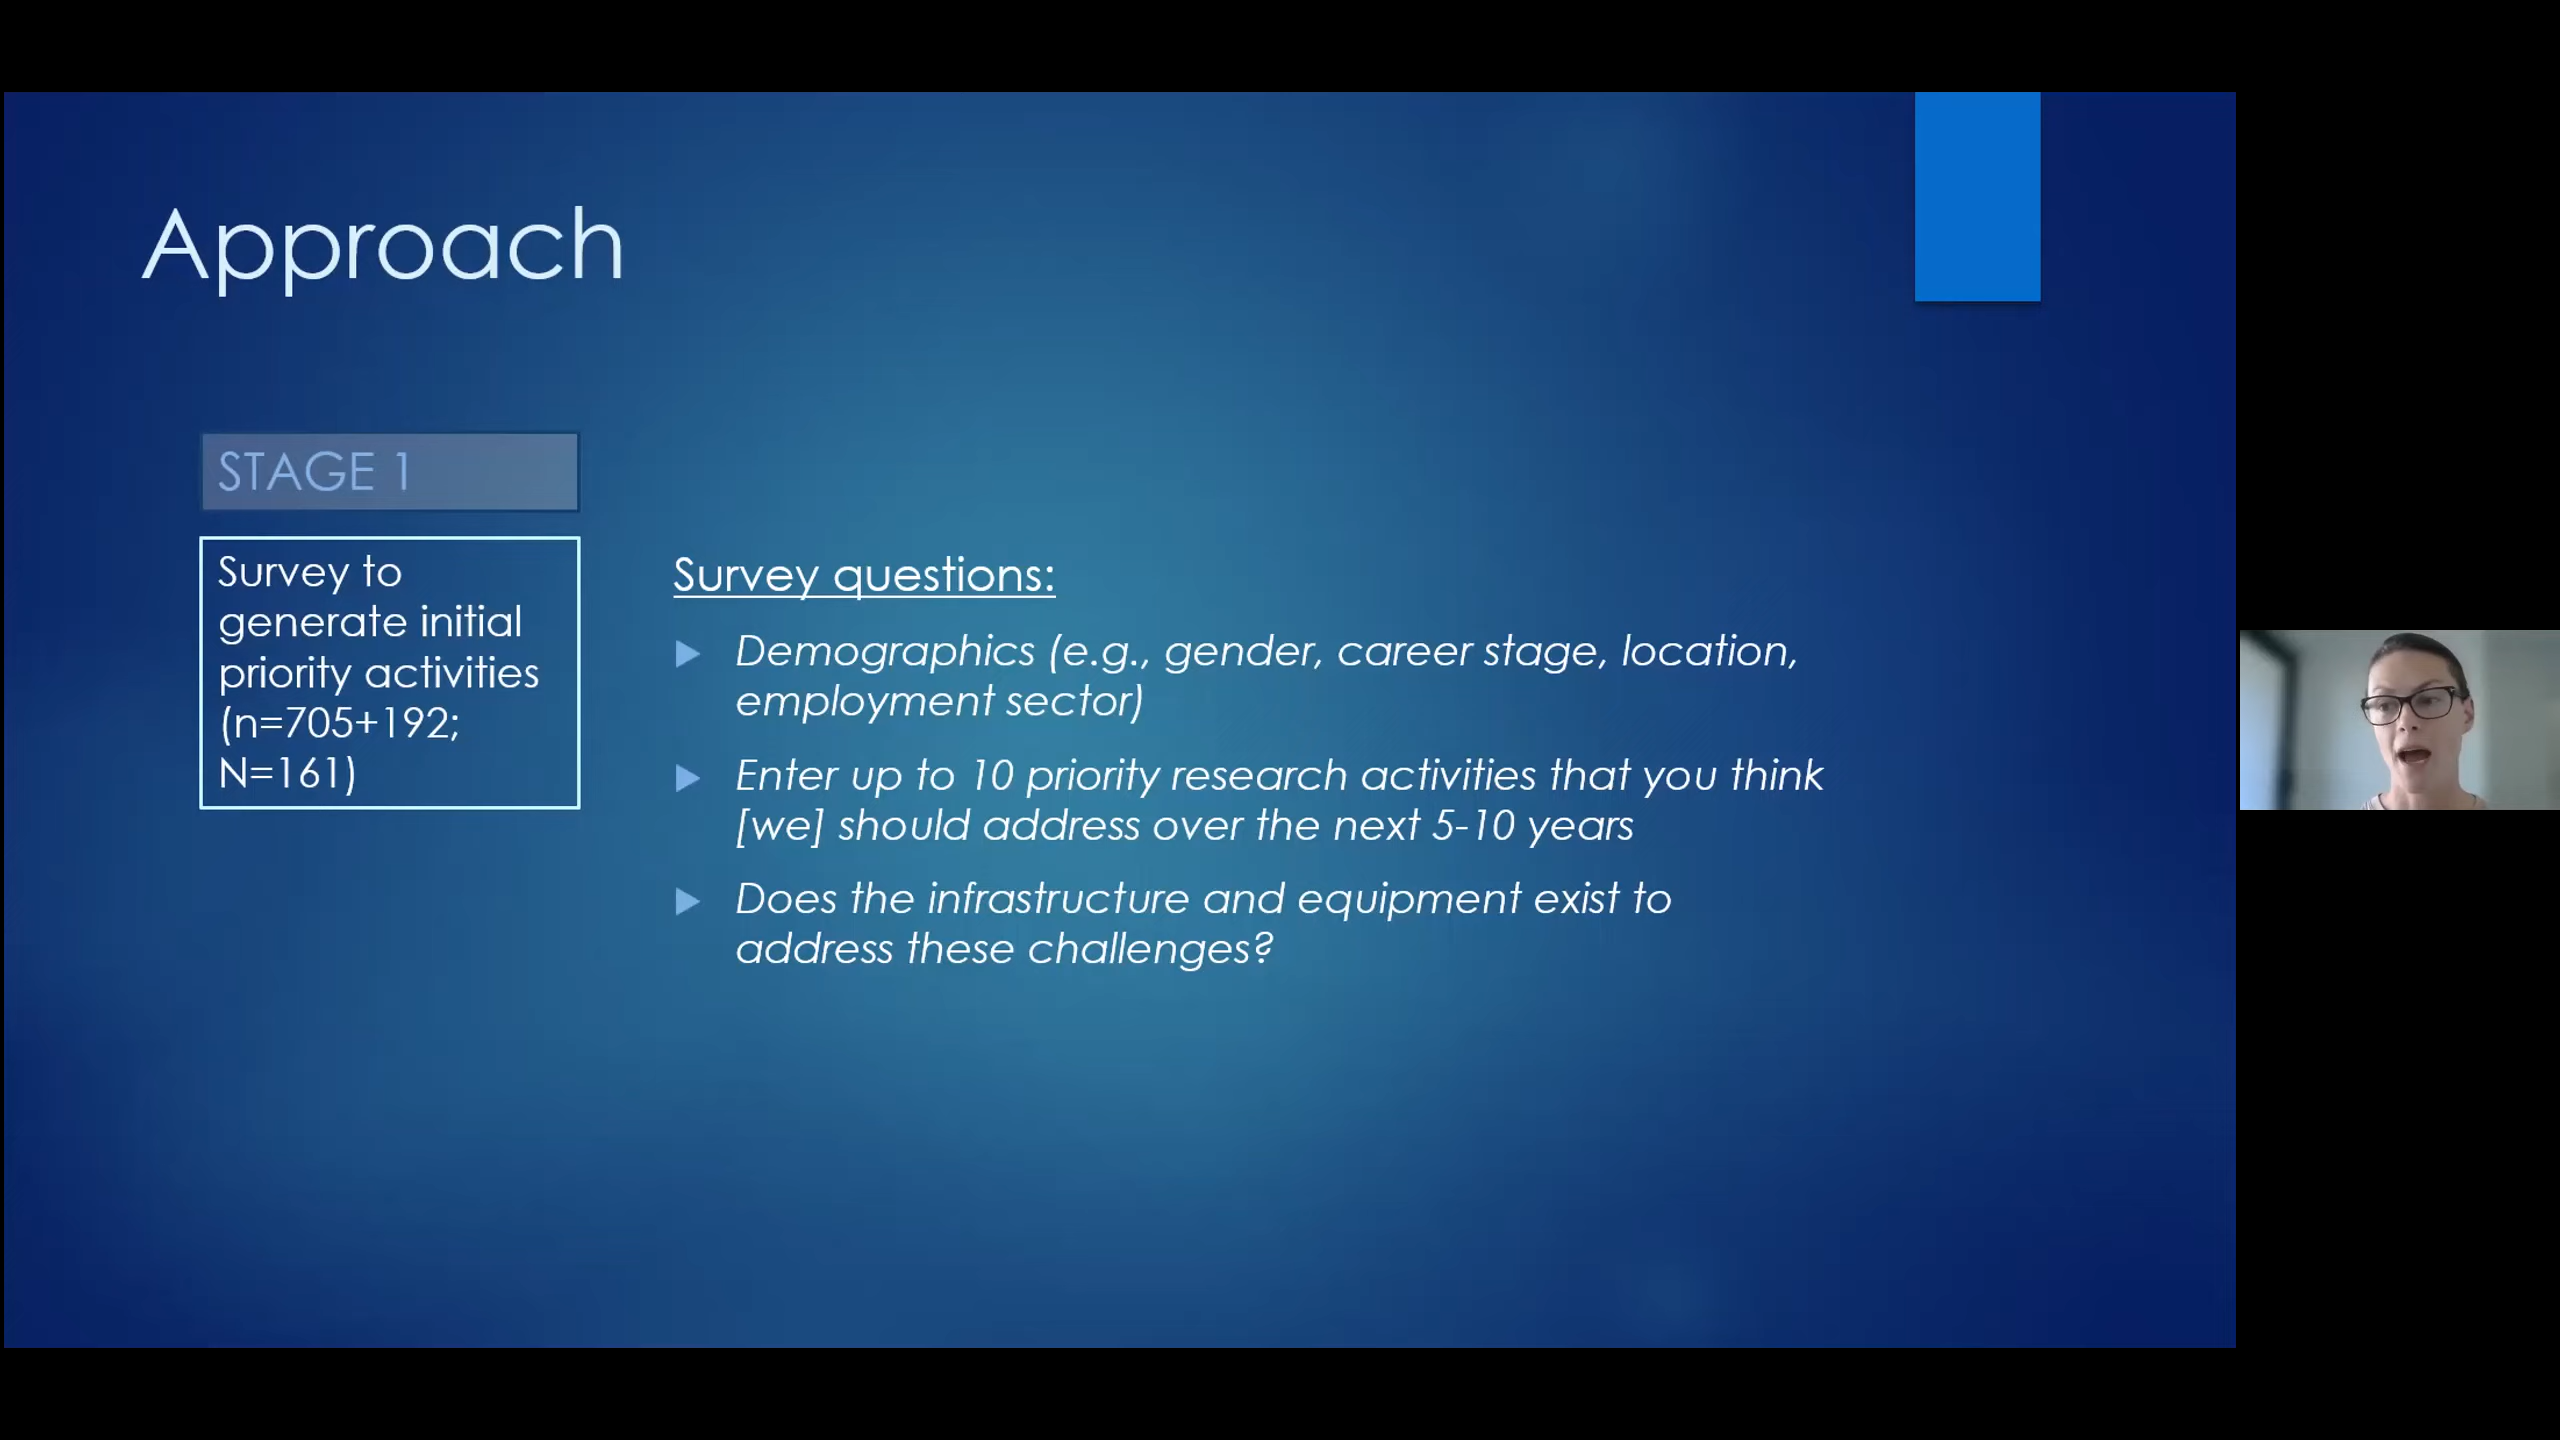 Approach
STAGE 1
Survey to
generate initial
priority activities
(n=705+192;
N=161)
Survey questions:
Demographics (e.g., gender, career stage, location,
employment sector)
Enter up to 10 priority research activities that you think
[we] should address over the next 5-10 years
Does the infrastructure and equipment exist to
address these challenges?